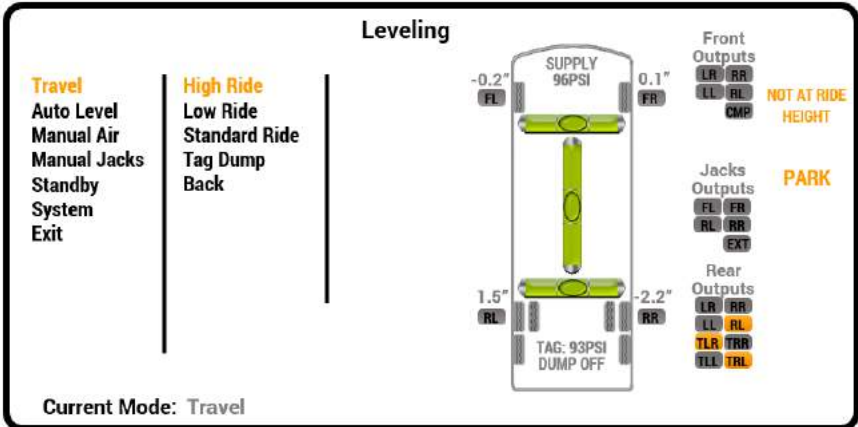 Leveling
Travel
Auto Level
Manual Air
Manual Jacks
Standby
System
Exit
High Ride
Low Ride
Standard Ride
Tag Dump
Back
SUPPLY
96PSI
-0.2"
FL
0.1"
FR
1.5"
RL
-2.2"
RR
TAG: 93PSI
DUMP OFF
Front
Outputs
LR RR
LL RL
CMP
NOT AT RIDE
HEIGHT
Jacks
Outputs
FL FR
RL RR
EXT
PARK
Rear
Outputs
LR RR
LL RL
TLR TRR
TLL TRL
Current Mode: Travel